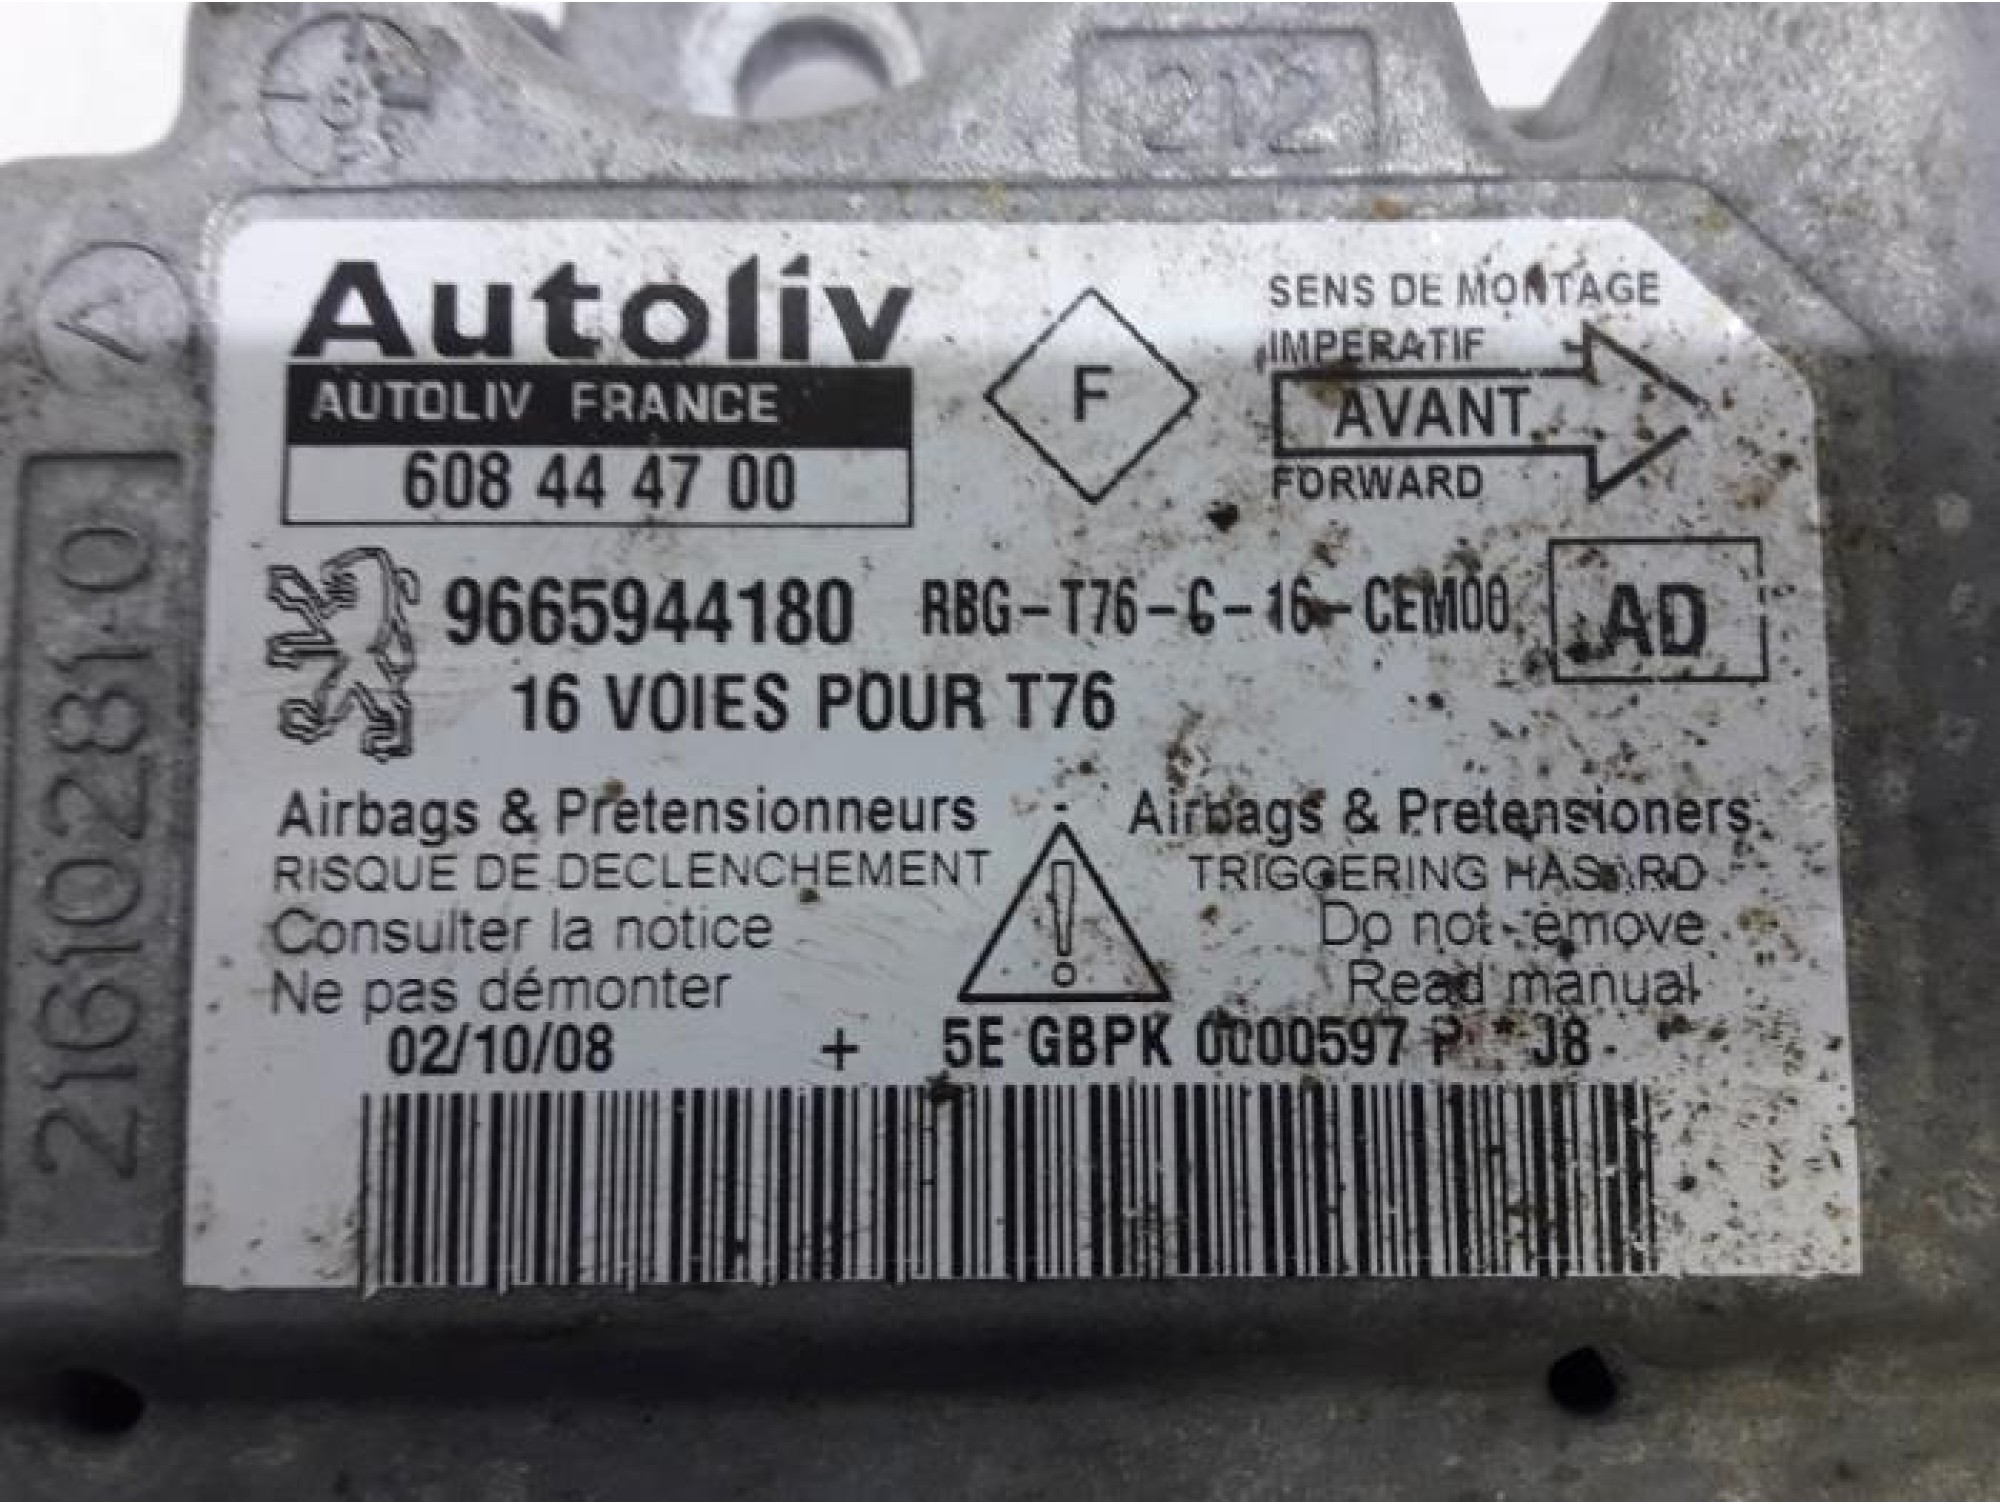 212
A
21610281-0
Autoliv
AUTOLIV FRANCE
608 44 47 00
F
SENS DE MONTAGE
IMPERATIF
AVANT
FORWARD
9665944180 RBG-T76-C-16-CEM00 AD
16 VOIES POUR T76
Airbags & Pretensionneurs - Airbags & Pretensioners
RISQUE DE DECLENCHEMENT
TRIGGERING HASARD
Consulter la notice
Do not remove
Ne pas démonter
Read manual
02/10/08 + 5E GBPK 0000597 P J8